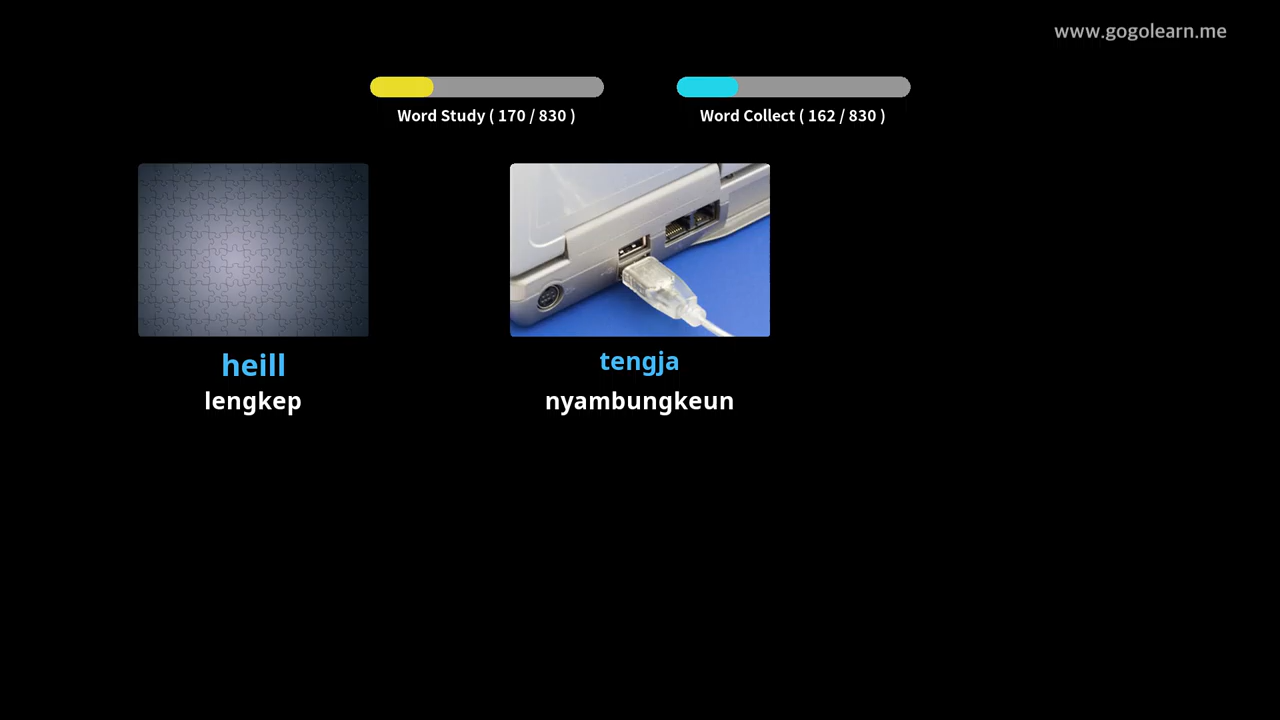 www.gogolearn.me
Word Study ( 170 / 830 )
Word Collect ( 162 / 830 )
heill
lengkep
tengja
nyambungkeun